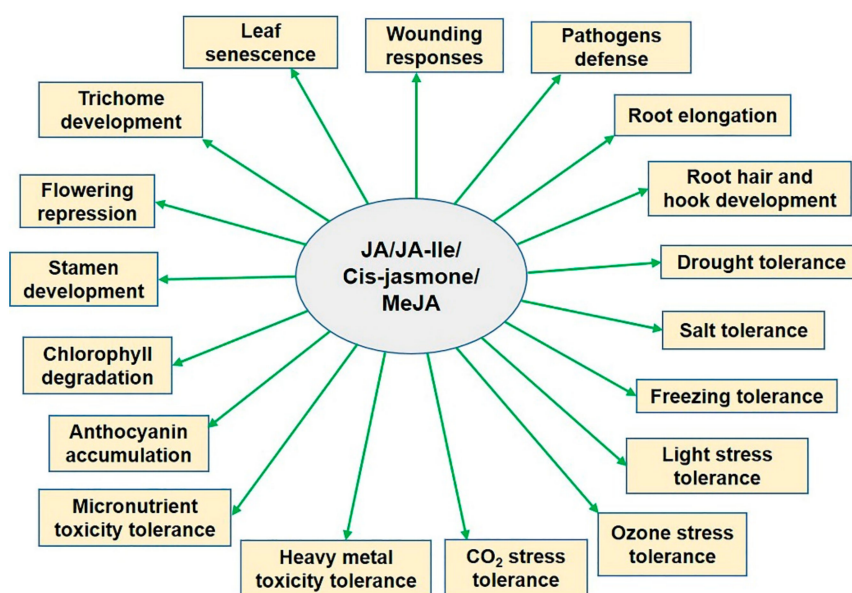 Leaf
senescence
Wounding
responses
Pathogens
defense
Trichome
development
Root elongation
Flowering
repression
Root hair and
hook development
JA/JA-Ile/
Cis-jasmone/
MeJA
Stamen
development
Drought tolerance
Salt tolerance
Chlorophyll
degradation
Freezing tolerance
Anthocyanin
accumulation
Light stress
tolerance
Micronutrient
toxicity tolerance
Ozone stress
tolerance
Heavy metal
toxicity tolerance
CO₂ stress
tolerance